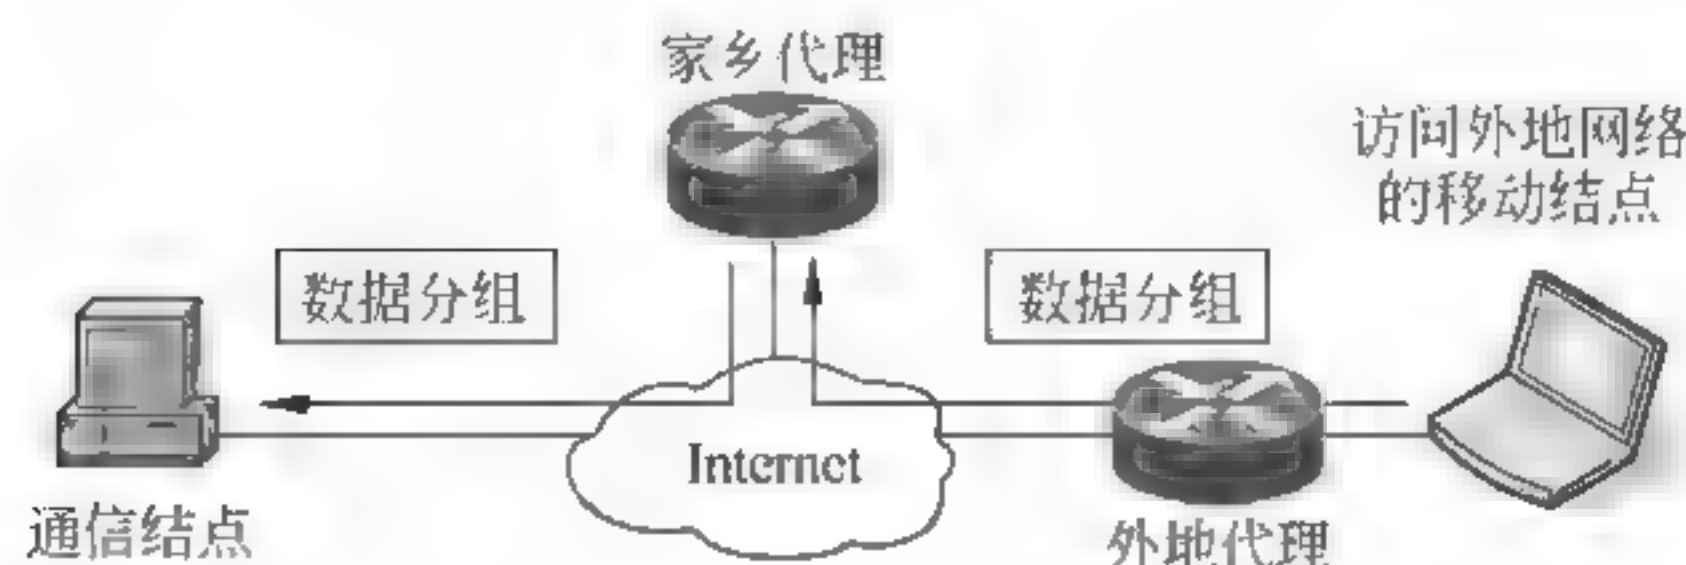 家乡代理
访问外地网络
的移动结点
数据分组
数据分组
Internet
通信结点
外地代理